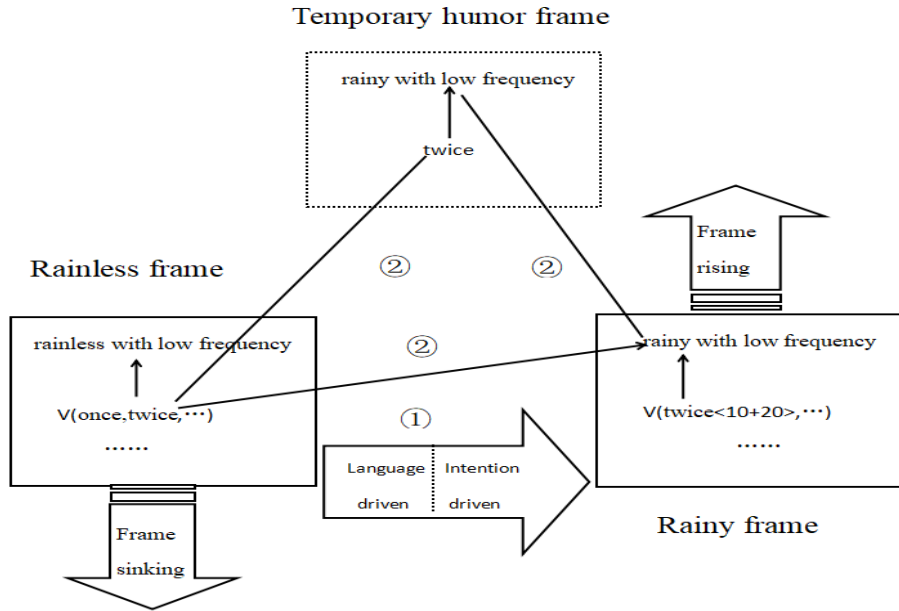 Temporary humor frame
rainy with low frequency
twice
Frame
rising
Rainless frame
②
②
rainless with low frequency
②
rainy with low frequency
V(once,twice,⋯)
①
V(twice<10+20>,⋯)
⋯⋯
⋯⋯
Language
Intention
driven
driven
Rainy frame
Frame
sinking